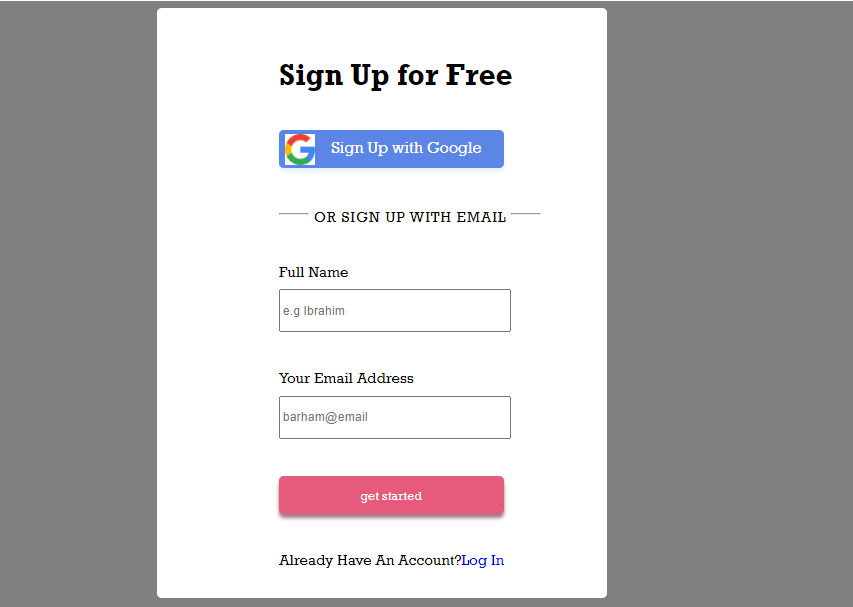 Sign Up for Free
Sign Up with Google
OR SIGN UP WITH EMAIL
Full Name
e.g Ibrahim
Your Email Address
barham@email
get started
Already Have An Account?Log In